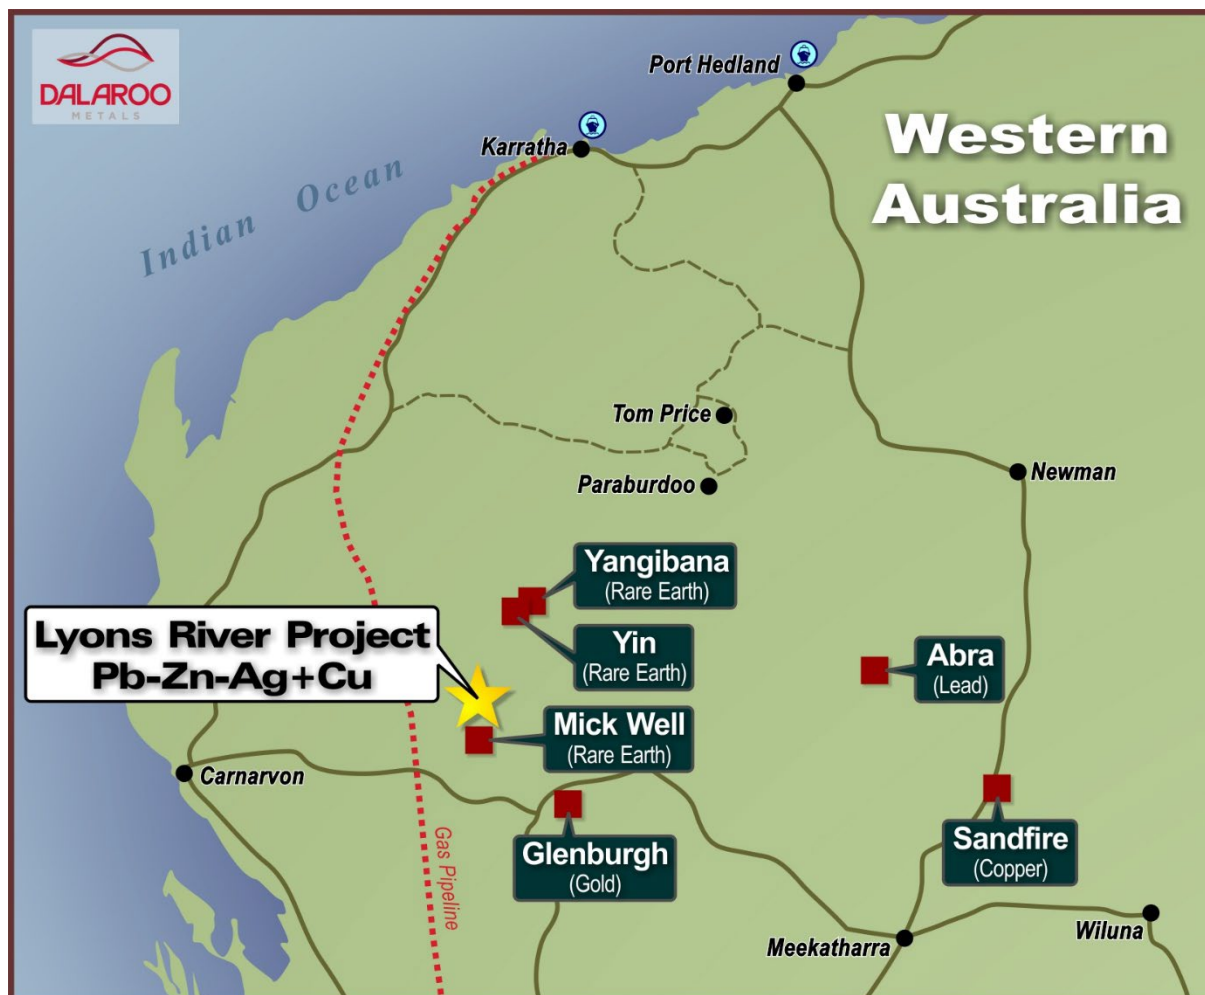 DALAROO
METALS
Port Hedland
Western
Australia
Karratha
Indian Ocean
Tom Price
Paraburdoo
Newman
Yangibana
(Rare Earth)
Lyons River Project
Pb-Zn-Ag+Cu
Yin
(Rare Earth)
Abra
(Lead)
Mick Well
(Rare Earth)
Carnarvon
Gas Pipeline
Glenburgh
(Gold)
Sandfire
(Copper)
Meekatharra
Wiluna